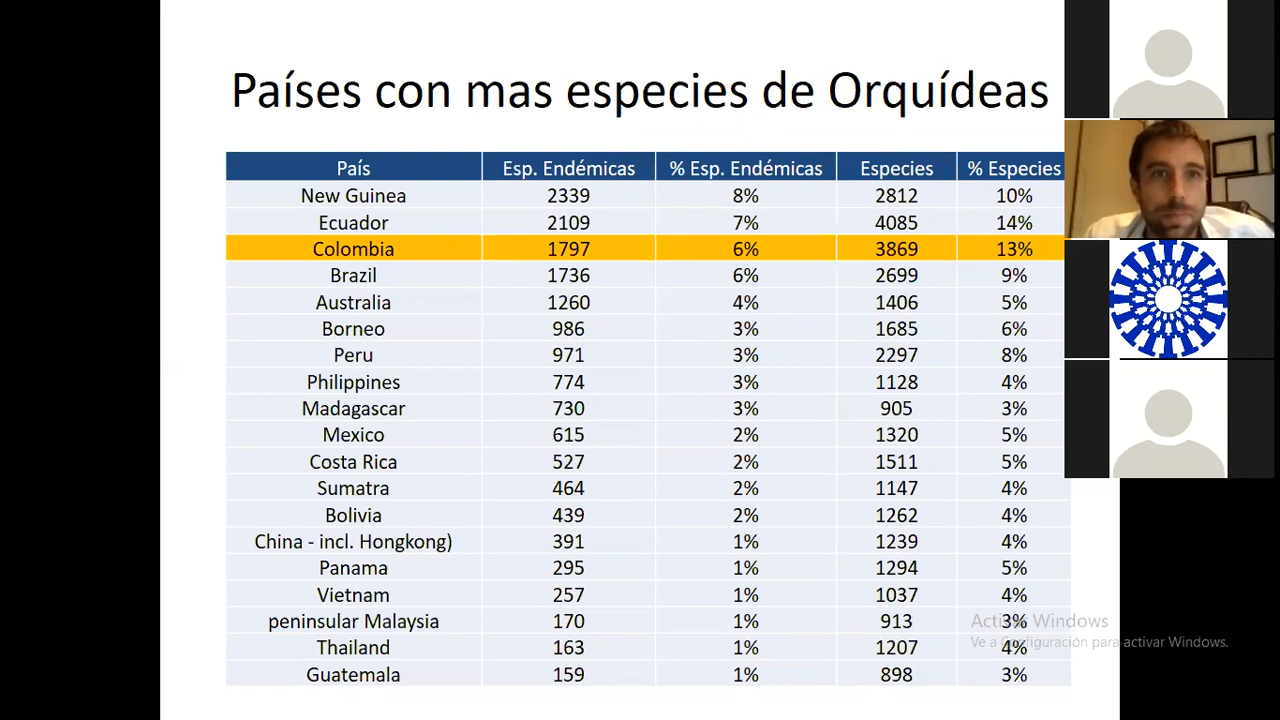 Países con mas especies de Orquídeas
País Esp. Endémicas % Esp. Endémicas Especies % Especies
New Guinea 2339 8% 2812 10%
Ecuador 2109 7% 4085 14%
Colombia 1797 6% 3869 13%
Brazil 1736 6% 2699 9%
Australia 1260 4% 1406 5%
Borneo 986 3% 1685 6%
Peru 971 3% 2297 8%
Philippines 774 3% 1128 4%
Madagascar 730 3% 905 3%
Mexico 615 2% 1320 5%
Costa Rica 527 2% 1511 5%
Sumatra 464 2% 1147 4%
Bolivia 439 2% 1262 4%
China - incl. Hongkong) 391 1% 1239 4%
Panama 295 1% 1294 5%
Vietnam 257 1% 1037 4%
peninsular Malaysia 170 1% 913 3%
Thailand 163 1% 1207 4%
Guatemala 159 1% 898 3%
Activar Windows
Ve a Configuración para activar Windows.